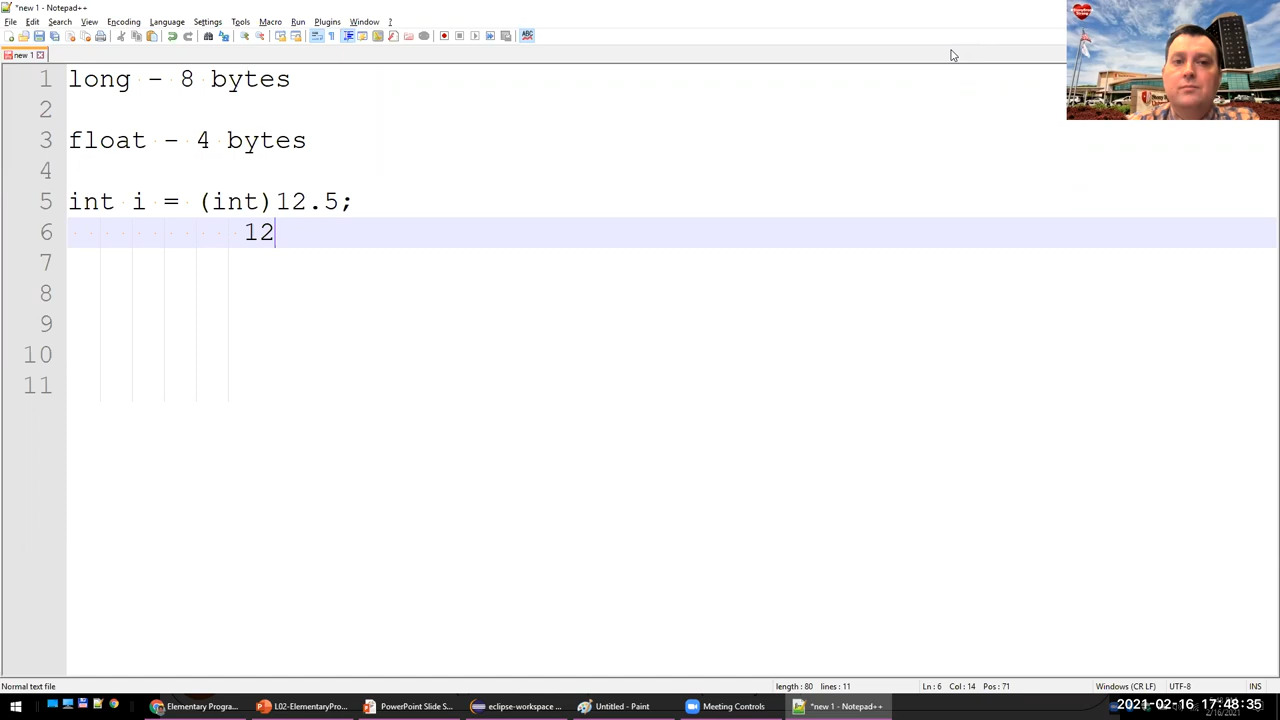 *new 1 - Notepad++
File Edit Search View Encoding Language Settings Tools Macro Run Plugins Window ?
new 1
1 long - 8 bytes
2
3 float - 4 bytes
4
5 int i = (int)12.5;
6 12
7
8
9
10
11
Normal text file length : 80 lines : 11 Ln : 6 Col : 14 Pos : 71 Windows (CR LF) UTF-8 INS
Elementary Progra... L02-ElementaryPro... PowerPoint Slide S... eclipse-workspace ... Untitled - Paint Meeting Controls *new 1 - Notepad++
2021-02-16 17:48:35
2/16/2021